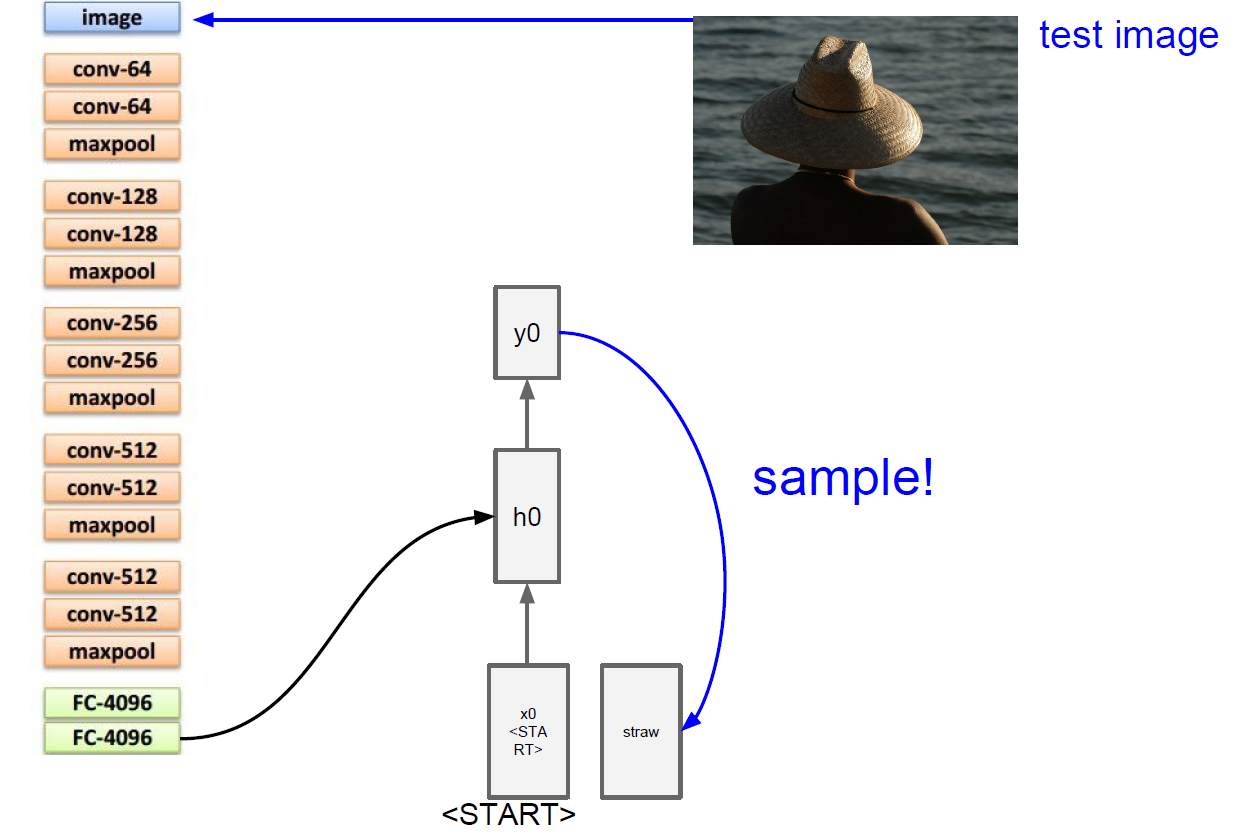 image
test image
conv-64
conv-64
maxpool
conv-128
conv-128
maxpool
conv-256
conv-256
maxpool
conv-512
conv-512
maxpool
conv-512
conv-512
maxpool
FC-4096
FC-4096
y0
h0
sample!
x0
<STA
RT>
straw
<START>